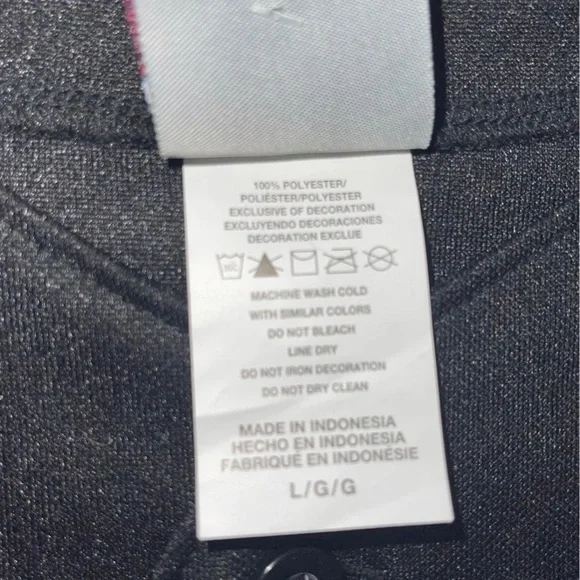 100% POLYESTER/
POLIÉSTER/POLYESTER
EXCLUSIVE OF DECORATION
EXCLUYENDO DECORACIONES
DECORATION EXCLUE
MACHINE WASH COLD
WITH SIMILAR COLORS
DO NOT BLEACH
LINE DRY
DO NOT IRON DECORATION
DO NOT DRY CLEAN
MADE IN INDONESIA
HECHO EN INDONESIA
FABRIQUÉ EN INDONÉSIE
L/G/G